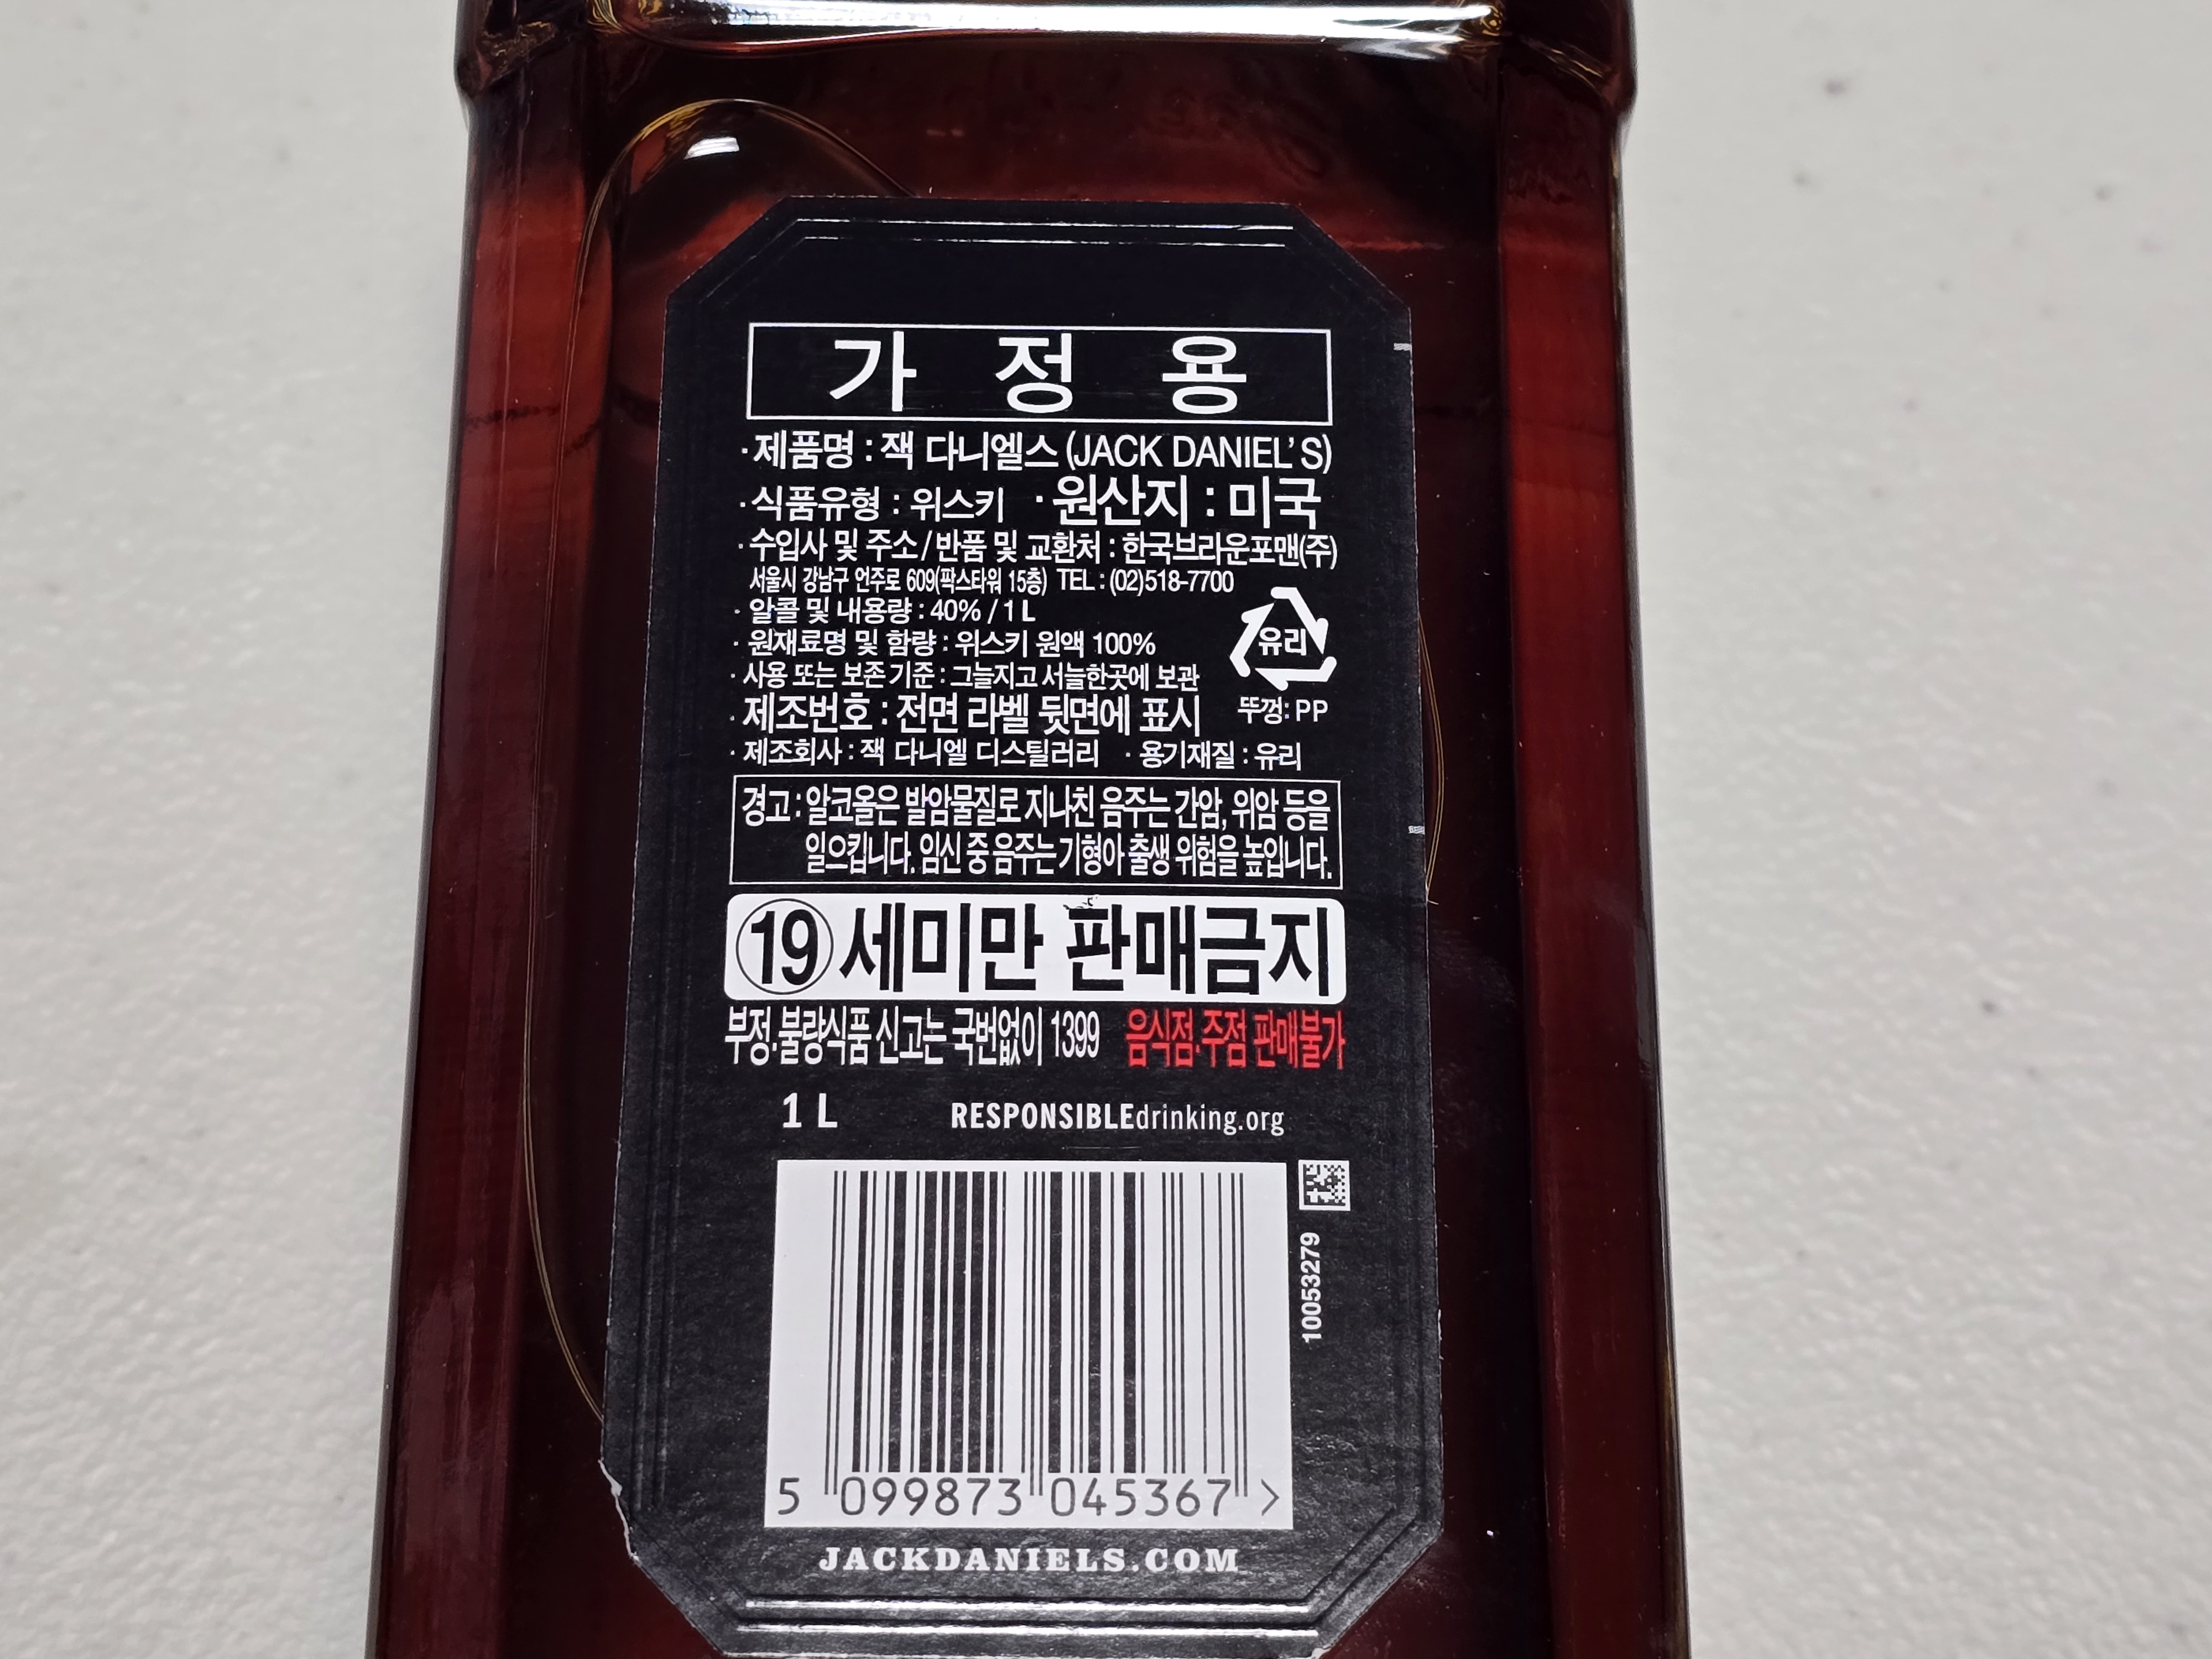 가 정 용
· 제품명 : 잭 다니엘스 (JACK DANIEL'S)
· 식품유형 : 위스키 · 원산지 : 미국
· 수입사 및 주소 / 반품 및 교환처 : 한국브라운포맨(주)
서울시 강남구 언주로 609(팍스타워 15층) TEL : (02)518-7700
· 알콜 및 내용량 : 40% / 1 L
· 원재료명 및 함량 : 위스키 원액 100%
유리
· 사용 또는 보존 기준 : 그늘지고 서늘한곳에 보관
· 제조번호 : 전면 라벨 뒷면에 표시
뚜껑: PP
· 제조회사 : 잭 다니엘 디스틸러리 · 용기재질 : 유리
경고 : 알코올은 발암물질로 지나친 음주는 간암, 위암 등을
일으킵니다. 임신 중 음주는 기형아 출생 위험을 높입니다.
19 세미만 판매금지
부정.불량식품 신고는 국번없이 1399 음식점.주점 판매불가
1 L RESPONSIBLEdrinking.org
10053279
5 099873 045367 >
JACKDANIELS.COM